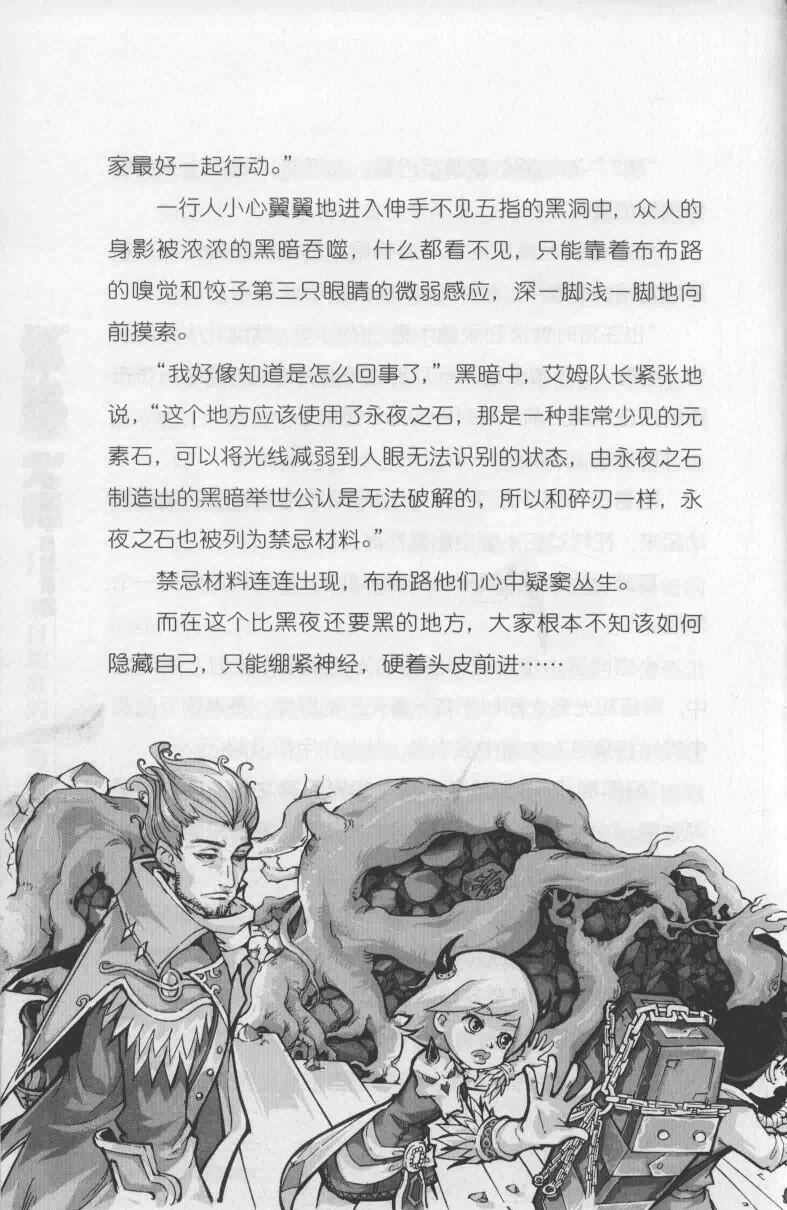 家最好一起行动。”
一行人小心翼翼地进入伸手不见五指的黑洞中，众人的
身影被浓浓的黑暗吞噬，什么都看不见，只能靠着布布路
的嗅觉和饺子第三只眼睛的微弱感应，深一脚浅一脚地向
前摸索。
“我好像知道是怎么回事了，”黑暗中，艾姆队长紧张地
说，“这个地方应该使用了永夜之石，那是一种非常少见的元
素石，可以将光线减弱到人眼无法识别的状态，由永夜之石
制造出的黑暗举世公认是无法破解的，所以和碎刃一样，永
夜之石也被列为禁忌材料。”
禁忌材料连连出现，布布路他们心中疑窦丛生。
而在这个比黑夜还要黑的地方，大家根本不知该如何
隐藏自己，只能绷紧神经，硬着头皮前进……